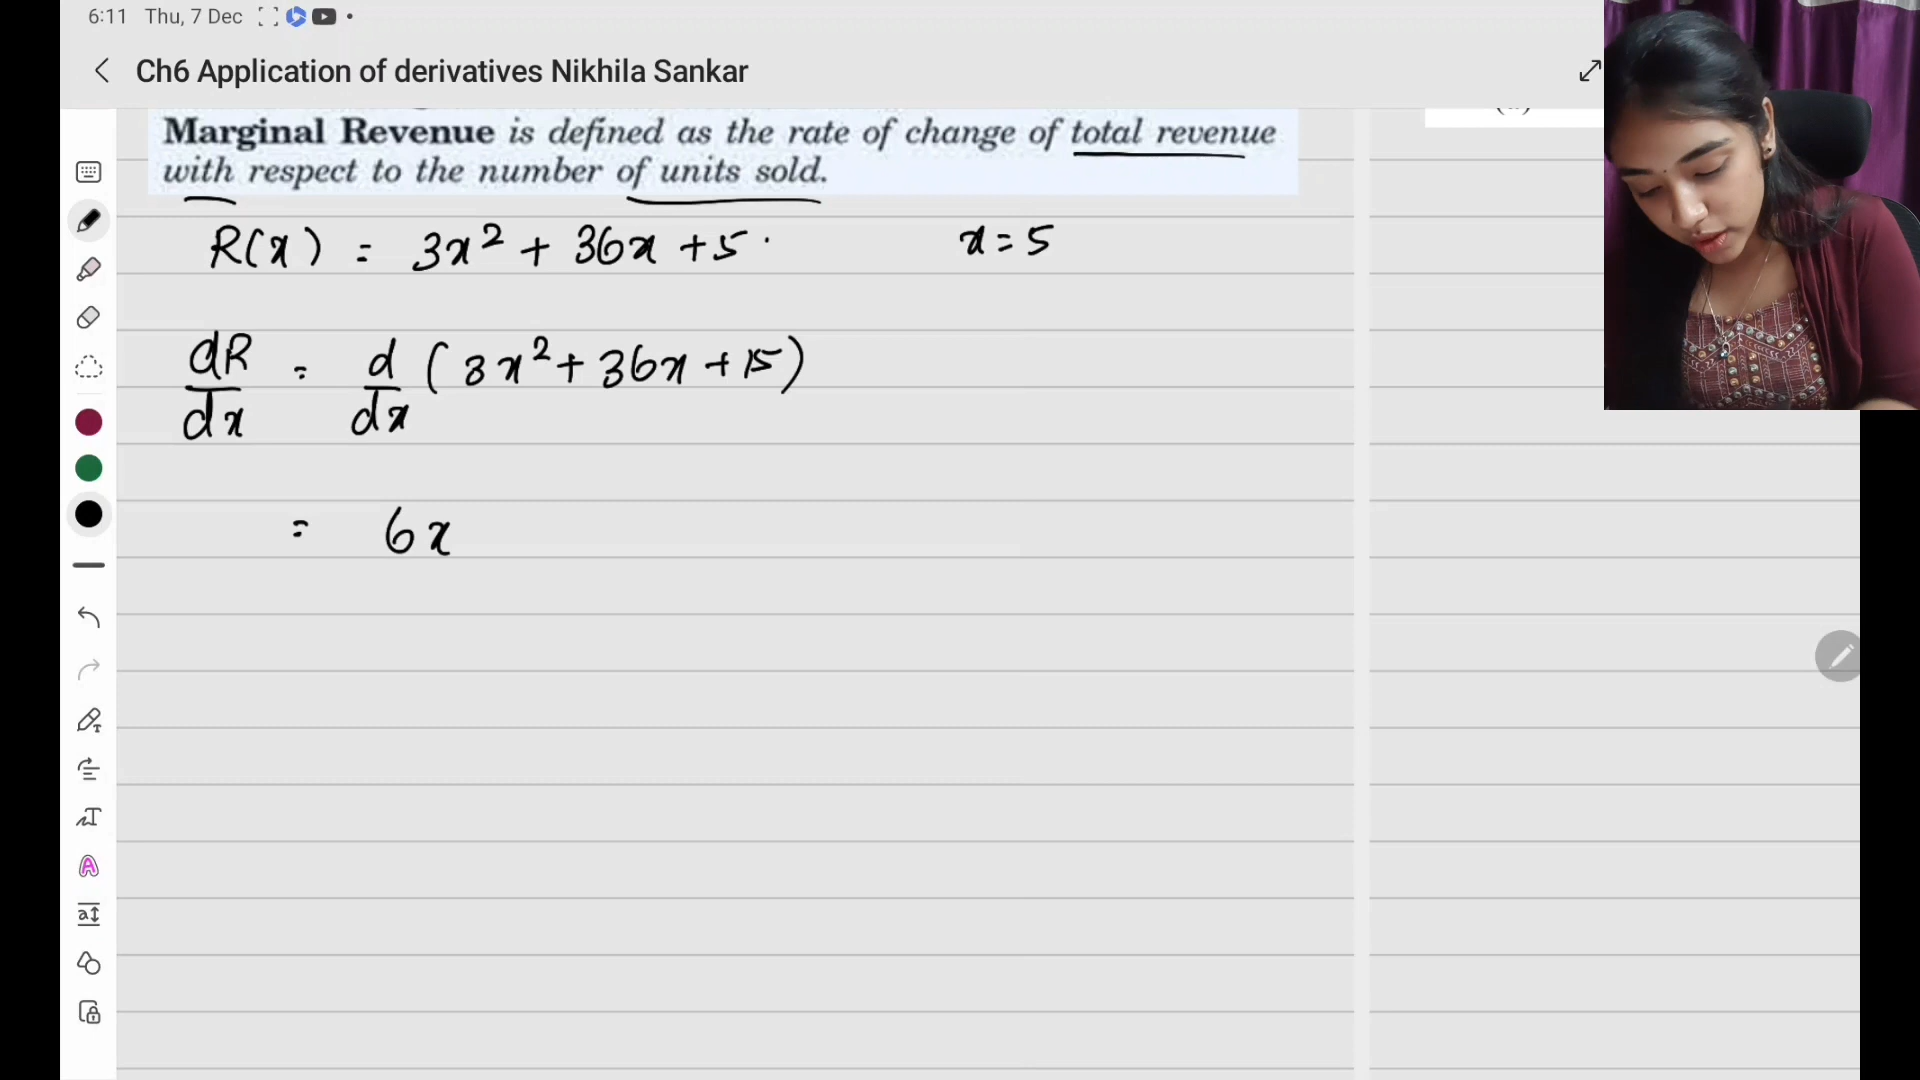 6:11 Thu, 7 Dec
Ch6 Application of derivatives Nikhila Sankar
Marginal Revenue is defined as the rate of change of total revenue
with respect to the number of units sold.
R(x) = 3x² + 36x + 5 x = 5
dR/dx = d/dx (3x² + 36x + 15)
= 6x